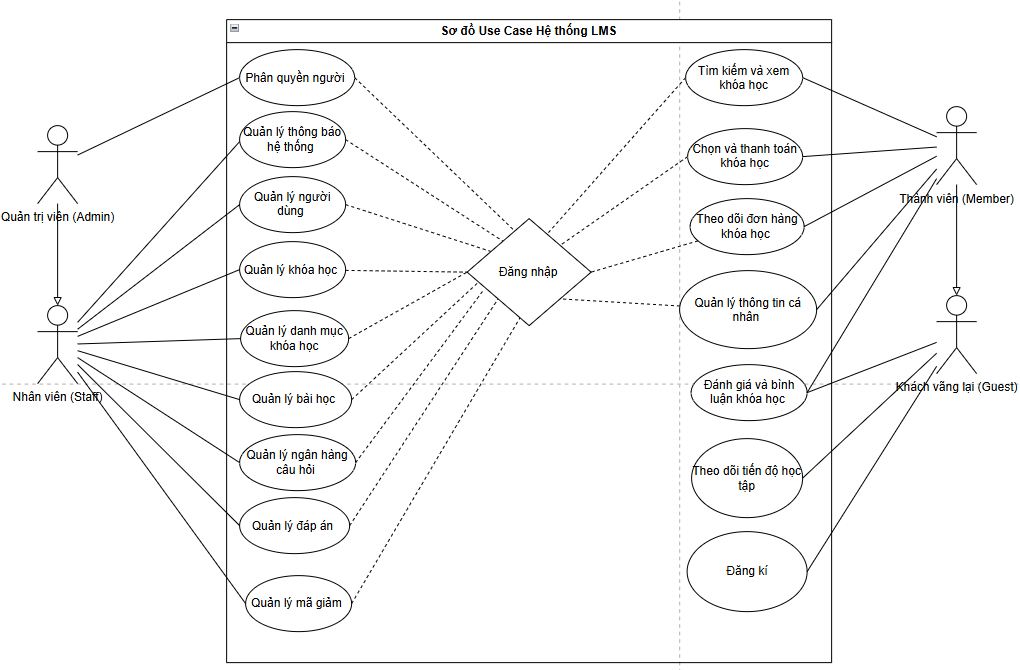 Sơ đồ Use Case Hệ thống LMS
Phân quyền người
Quản lý thông báo
hệ thống
Quản lý người
dùng
Quản lý khóa học
Quản lý danh mục
khóa học
Quản lý bài học
Quản lý ngân hàng
câu hỏi
Quản lý đáp án
Quản lý mã giảm
Đăng nhập
Tìm kiếm và xem
khóa học
Chọn và thanh toán
khóa học
Theo dõi đơn hàng
khóa học
Quản lý thông tin cá
nhân
Đánh giá và bình
luận khóa học
Theo dõi tiến độ học
tập
Đăng kí
Quản trị viên (Admin)
Nhân viên (Staff)
Thành viên (Member)
Khách vãng lại (Guest)